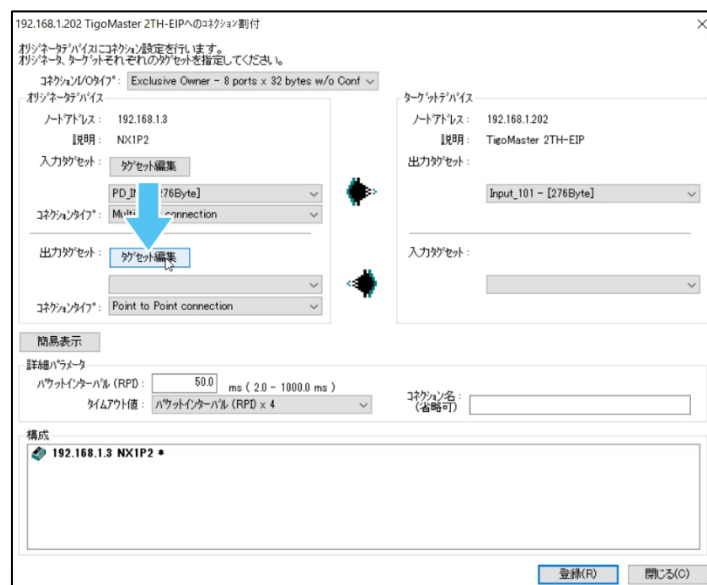 192.168.1.202 TigoMaster 2TH-EIPへのコネクション割付
オリジネータデバイスにコネクション設定を行います。
オリジネータ、ターゲットそれぞれのタグセットを指定してください。
コネクションI/Oタイプ： Exclusive Owner - 8 ports x 32 bytes w/o Conf
オリジネータデバイス
ノードアドレス： 192.168.1.3
説明： NX1P2
入力タグセット： タグセット編集
PD_IN 276Byte]
コネクションタイプ： Multi connection
出力タグセット： タグセット編集
コネクションタイプ： Point to Point connection
ターゲットデバイス
ノードアドレス： 192.168.1.202
説明： TigoMaster 2TH-EIP
出力タグセット：
Input_101 - [276Byte]
入力タグセット：
簡易表示
詳細パラメータ
パケットインターバル (RPI)： 50.0 ms ( 2.0 - 1000.0 ms )
タイムアウト値： パケットインターバル (RPI) x 4
コネクション名：
(省略可)
構成
192.168.1.3 NX1P2 *
登録(R) 閉じる(C)